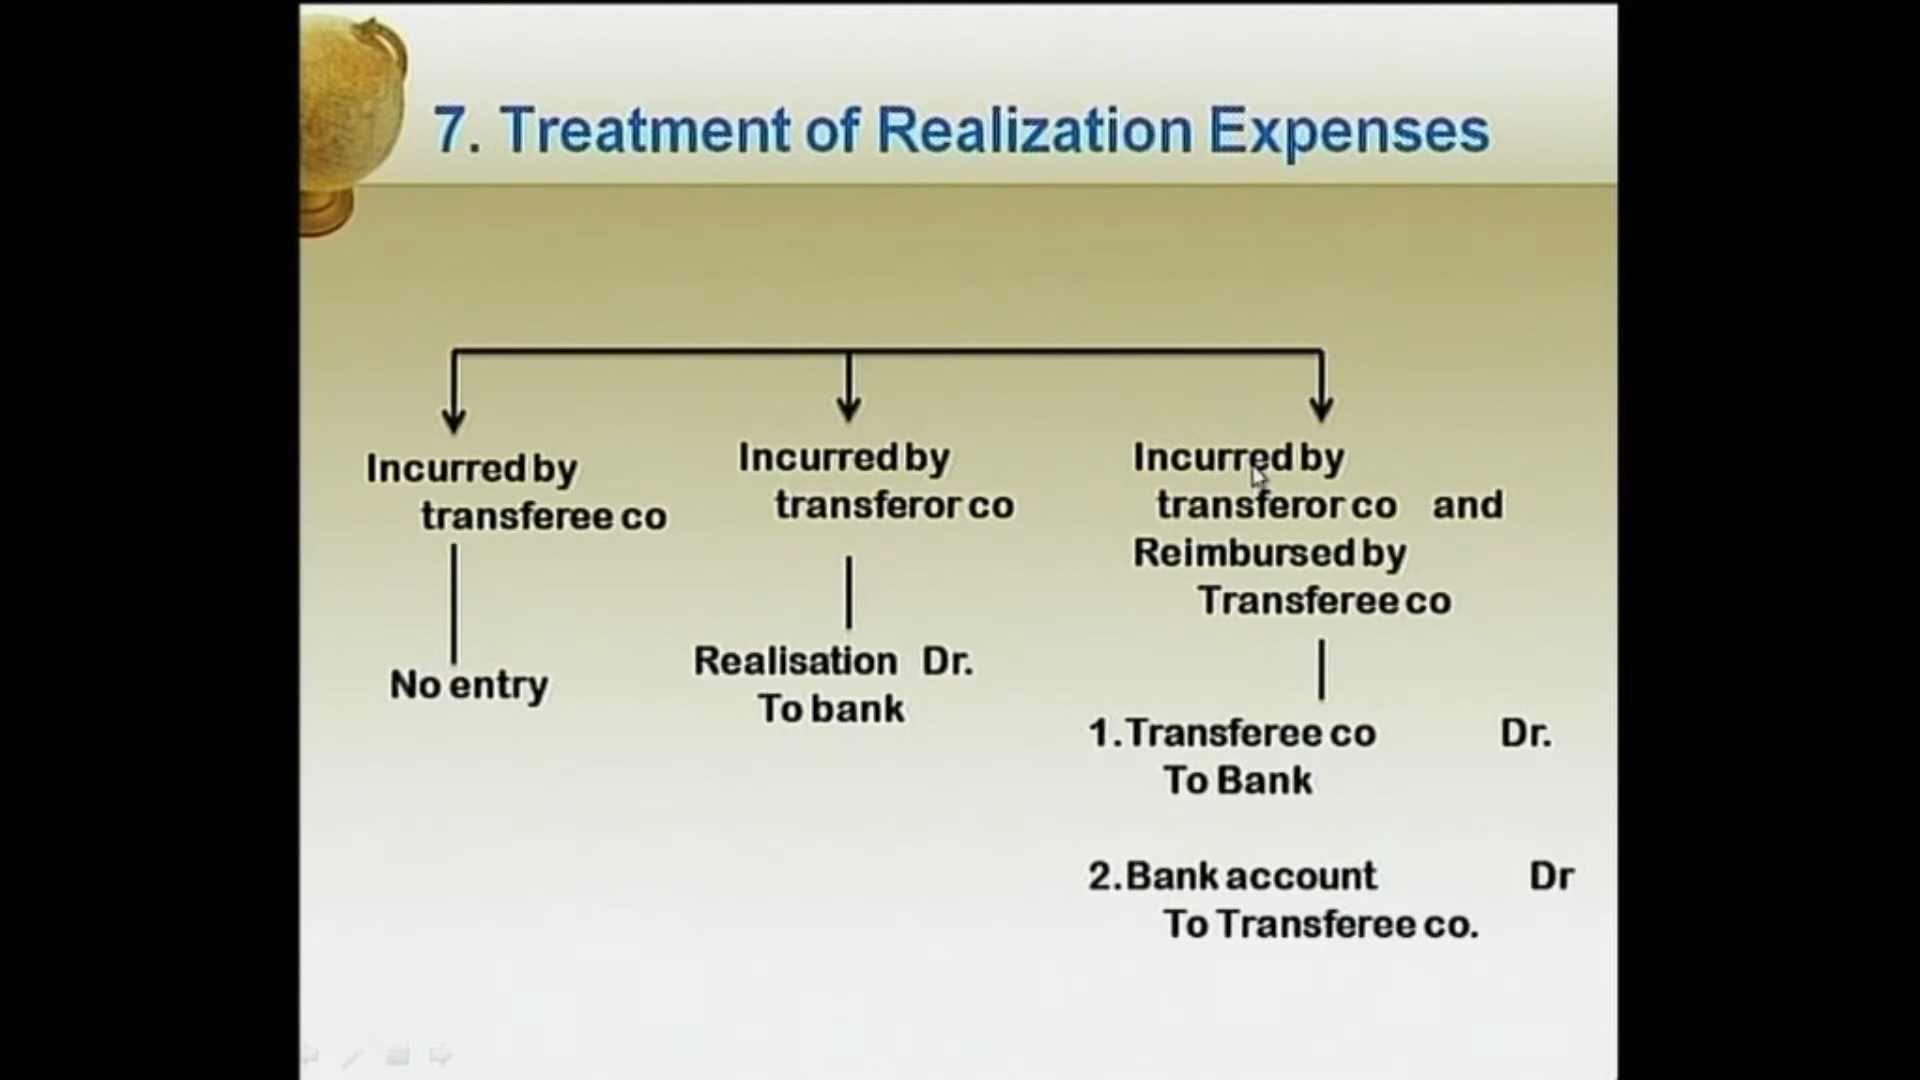 7. Treatment of Realization Expenses
Incurred by
transferee co
No entry
Incurred by
transferor co
Realisation Dr.
To bank
Incurred by
transferor co and
Reimbursed by
Transferee co
1.Transferee co Dr.
To Bank
2.Bank account Dr
To Transferee co.